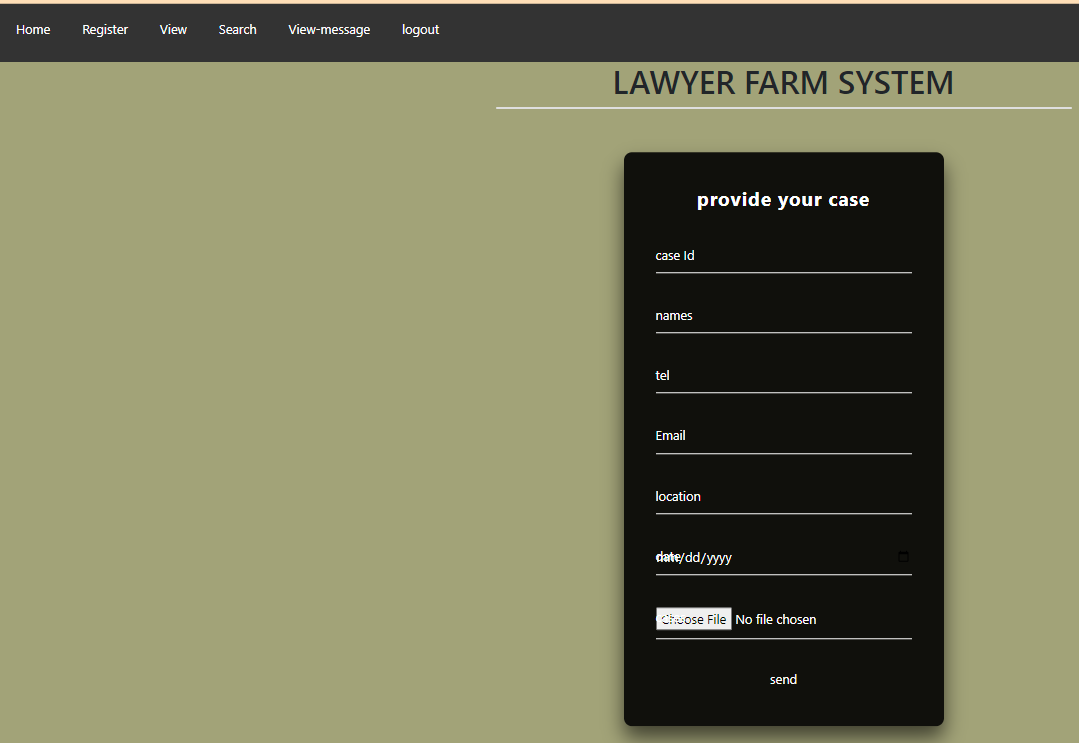 Home Register View Search View-message logout
LAWYER FARM SYSTEM
provide your case
case Id
names
tel
Email
location
date mm/dd/yyyy
Choose File No file chosen
send